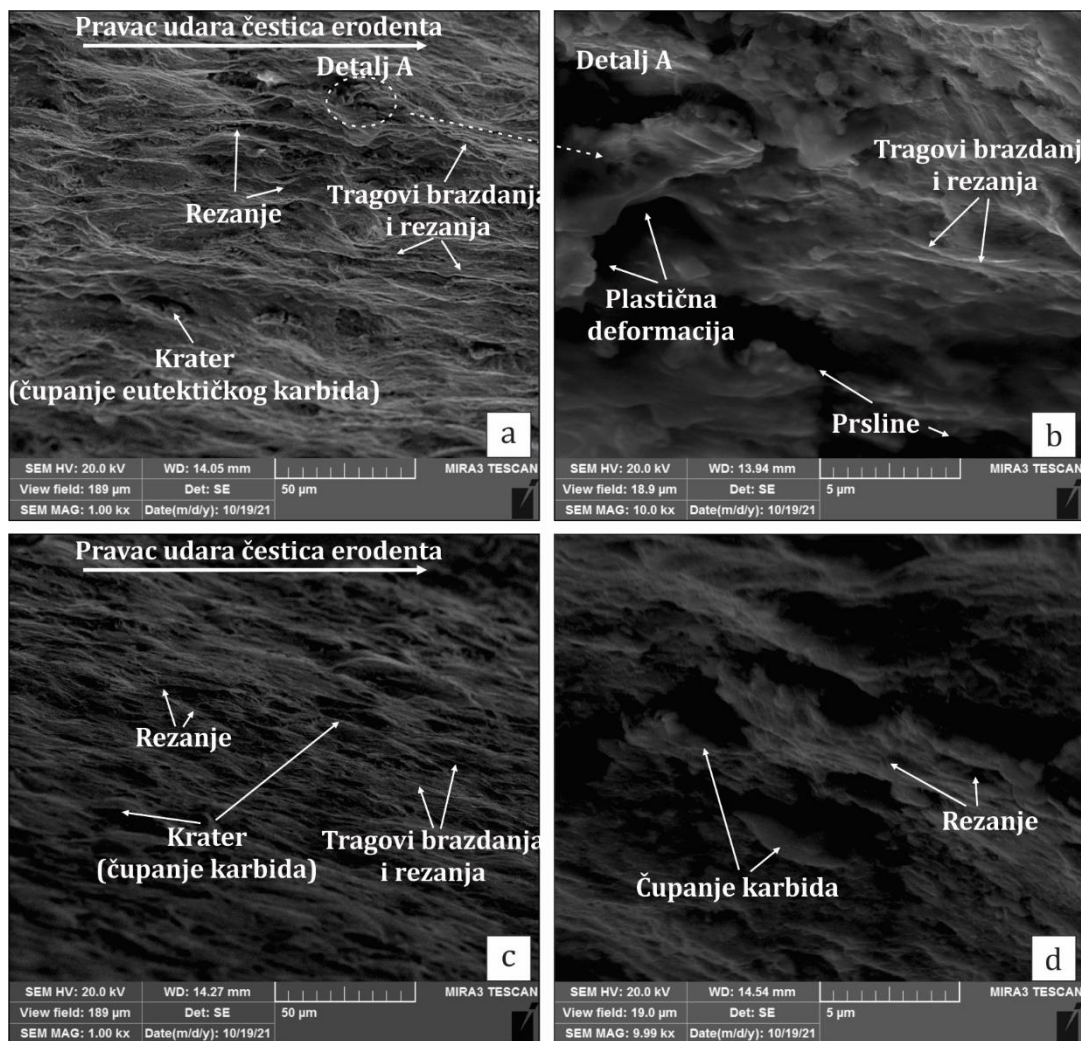 Pravac udara čestica erodenta
Detalj A
Rezanje
Tragovi brazdanja
i rezanja
Krater
(čupanje eutektičkog karbida)
a
SEM HV: 20.0 kV WD: 14.05 mm MIRA3 TESCAN
View field: 189 µm Det: SE 50 µm
SEM MAG: 1.00 kx Date(m/d/y): 10/19/21
Detalj A
Tragovi brazdanj
i rezanja
Plastična
deformacija
Prsline
b
SEM HV: 20.0 kV WD: 13.94 mm MIRA3 TESCAN
View field: 18.9 µm Det: SE 5 µm
SEM MAG: 10.0 kx Date(m/d/y): 10/19/21
Pravac udara čestica erodenta
Rezanje
Krater
(čupanje karbida)
Tragovi brazdanja
i rezanja
c
SEM HV: 20.0 kV WD: 14.27 mm MIRA3 TESCAN
View field: 189 µm Det: SE 50 µm
SEM MAG: 1.00 kx Date(m/d/y): 10/19/21
Rezanje
Čupanje karbida
d
SEM HV: 20.0 kV WD: 14.54 mm MIRA3 TESCAN
View field: 19.0 µm Det: SE 5 µm
SEM MAG: 9.99 kx Date(m/d/y): 10/19/21